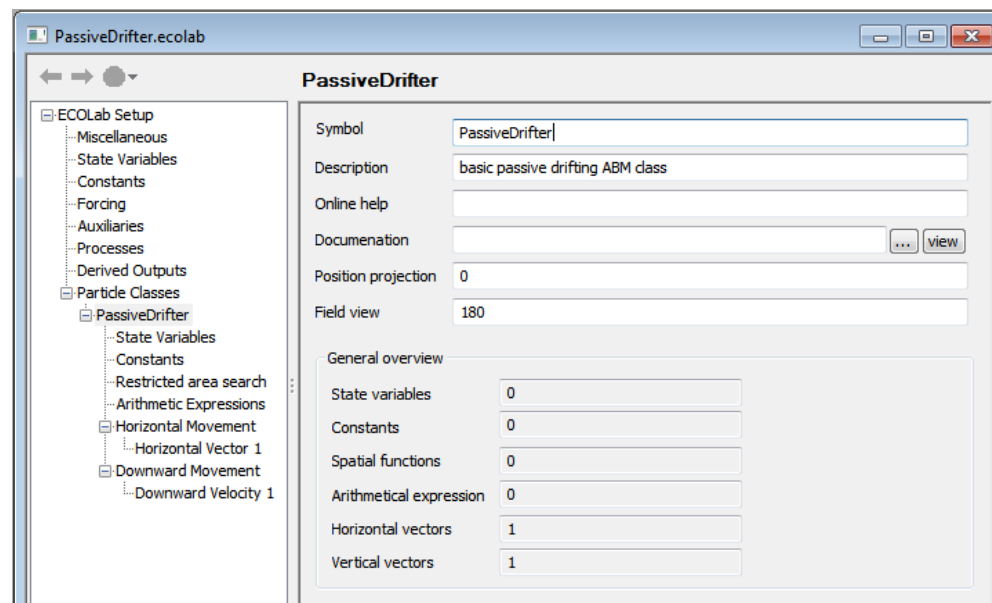 PassiveDrifter.ecolab
PassiveDrifter
ECOLab Setup
Miscellaneous
State Variables
Constants
Forcing
Auxiliaries
Processes
Derived Outputs
Particle Classes
PassiveDrifter
State Variables
Constants
Restricted area search
Arithmetic Expressions
Horizontal Movement
Horizontal Vector 1
Downward Movement
Downward Velocity 1
Symbol PassiveDrifter
Description basic passive drifting ABM class
Online help
Documenation ... view
Position projection 0
Field view 180
General overview
State variables 0
Constants 0
Spatial functions 0
Arithmetical expression 0
Horizontal vectors 1
Vertical vectors 1